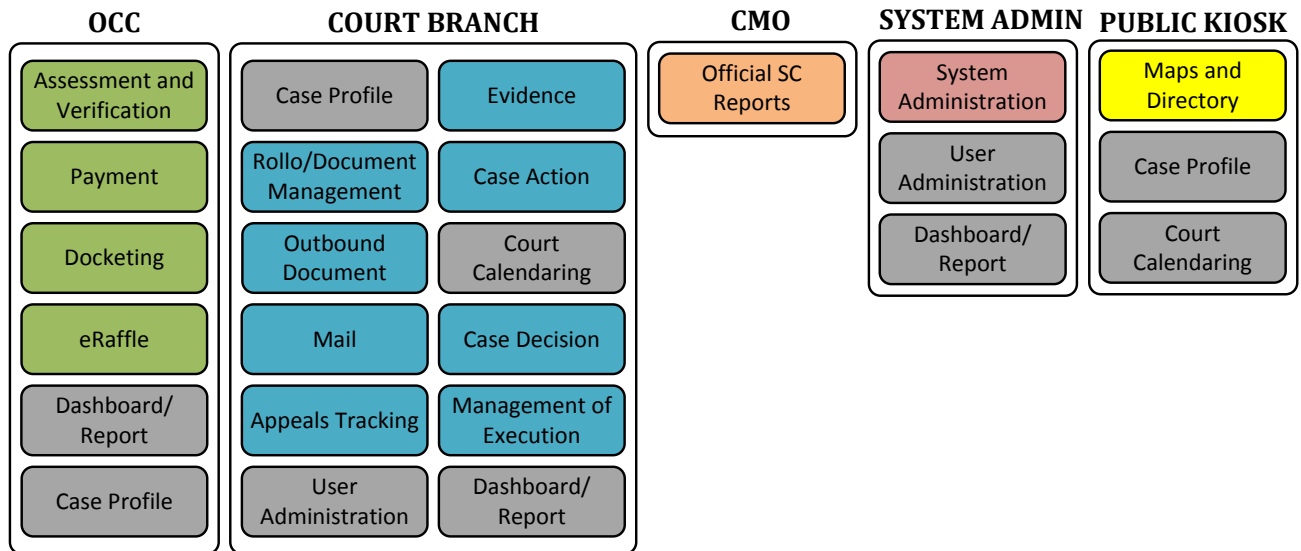 OCC
Assessment and
Verification
Payment
Docketing
eRaffle
Dashboard/
Report
Case Profile
COURT BRANCH
Case Profile
Evidence
Rollo/Document
Management
Case Action
Outbound
Document
Court
Calendaring
Mail
Case Decision
Appeals Tracking
Management of
Execution
User
Administration
Dashboard/
Report
CMO
Official SC
Reports
SYSTEM ADMIN
System
Administration
User
Administration
Dashboard/
Report
PUBLIC KIOSK
Maps and
Directory
Case Profile
Court
Calendaring